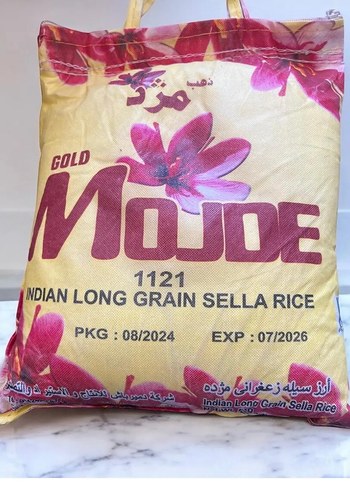 ذهب
مژده
GOLD
MOJDE
1121
INDIAN LONG GRAIN SELLA RICE
PKG : 08/2024 EXP : 07/2026
أرز سيله زعفرانی مژده
Indian Long Grain Sella Rice